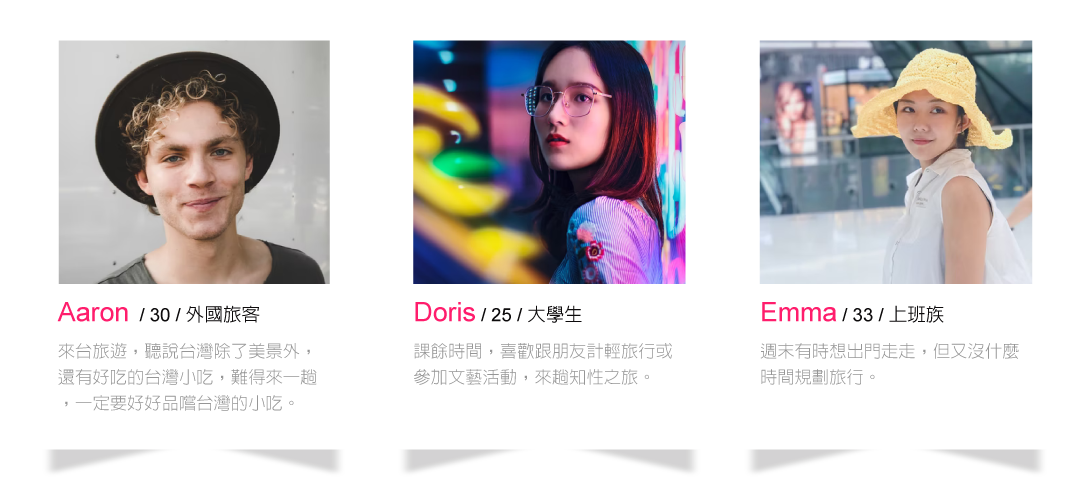 Aaron / 30 / 外國旅客
來台旅遊，聽說台灣除了美景外，
還有好吃的台灣小吃，難得來一趟
，一定要好好品嚐台灣的小吃。
Doris / 25 / 大學生
課餘時間，喜歡跟朋友計輕旅行或
參加文藝活動，來趟知性之旅。
Emma / 33 / 上班族
週末有時想出門走走，但又沒什麼
時間規劃旅行。